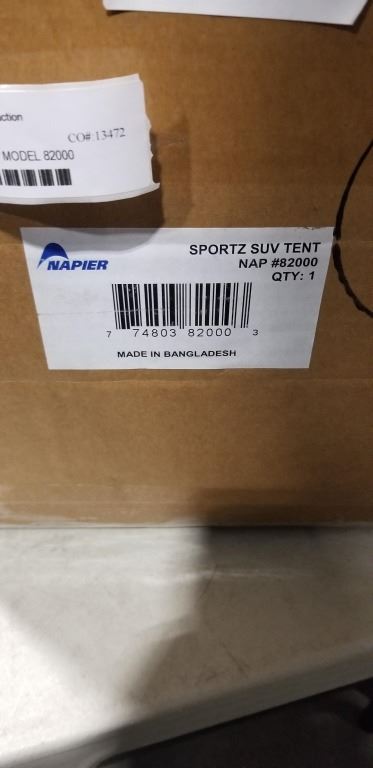 CO#:13472
MODEL 82000
NAPIER
SPORTZ SUV TENT
NAP #82000
QTY: 1
7 74803 82000 3
MADE IN BANGLADESH